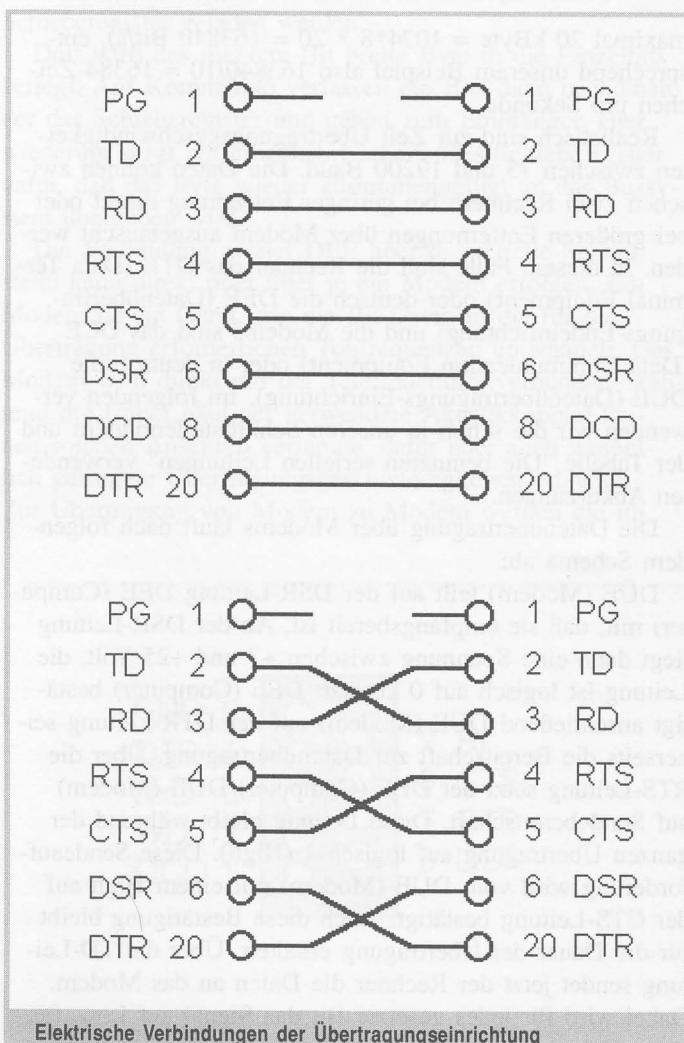 PG 1 1 PG
TD 2 2 TD
RD 3 3 RD
RTS 4 4 RTS
CTS 5 5 CTS
DSR 6 6 DSR
DCD 8 8 DCD
DTR 20 20 DTR
PG 1 1 PG
TD 2 2 TD
RD 3 3 RD
RTS 4 4 RTS
CTS 5 5 CTS
DSR 6 6 DSR
DTR 20 20 DTR
Elektrische Verbindungen der Übertragungseinrichtung